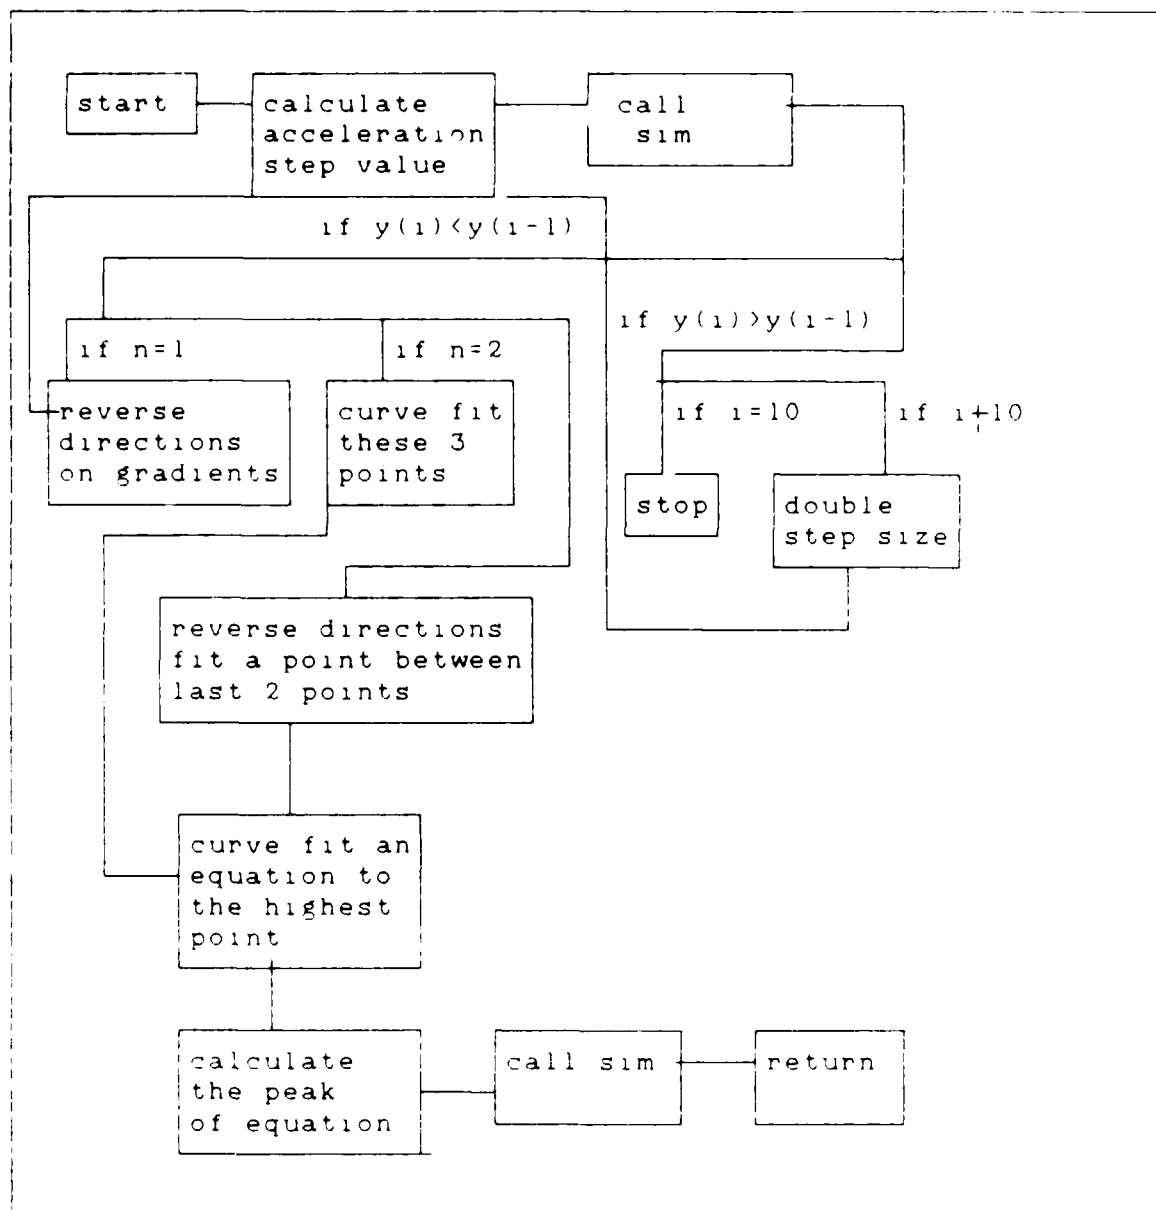 start
calculate
acceleration
step value
call
sim
if y(i)<y(i-1)
if y(i)>y(i-1)
if n=1
if n=2
if i=10
if i≠10
reverse
directions
on gradients
curve fit
these 3
points
stop
double
step size
reverse directions
fit a point between
last 2 points
curve fit an
equation to
the highest
point
calculate
the peak
of equation
call sim
return